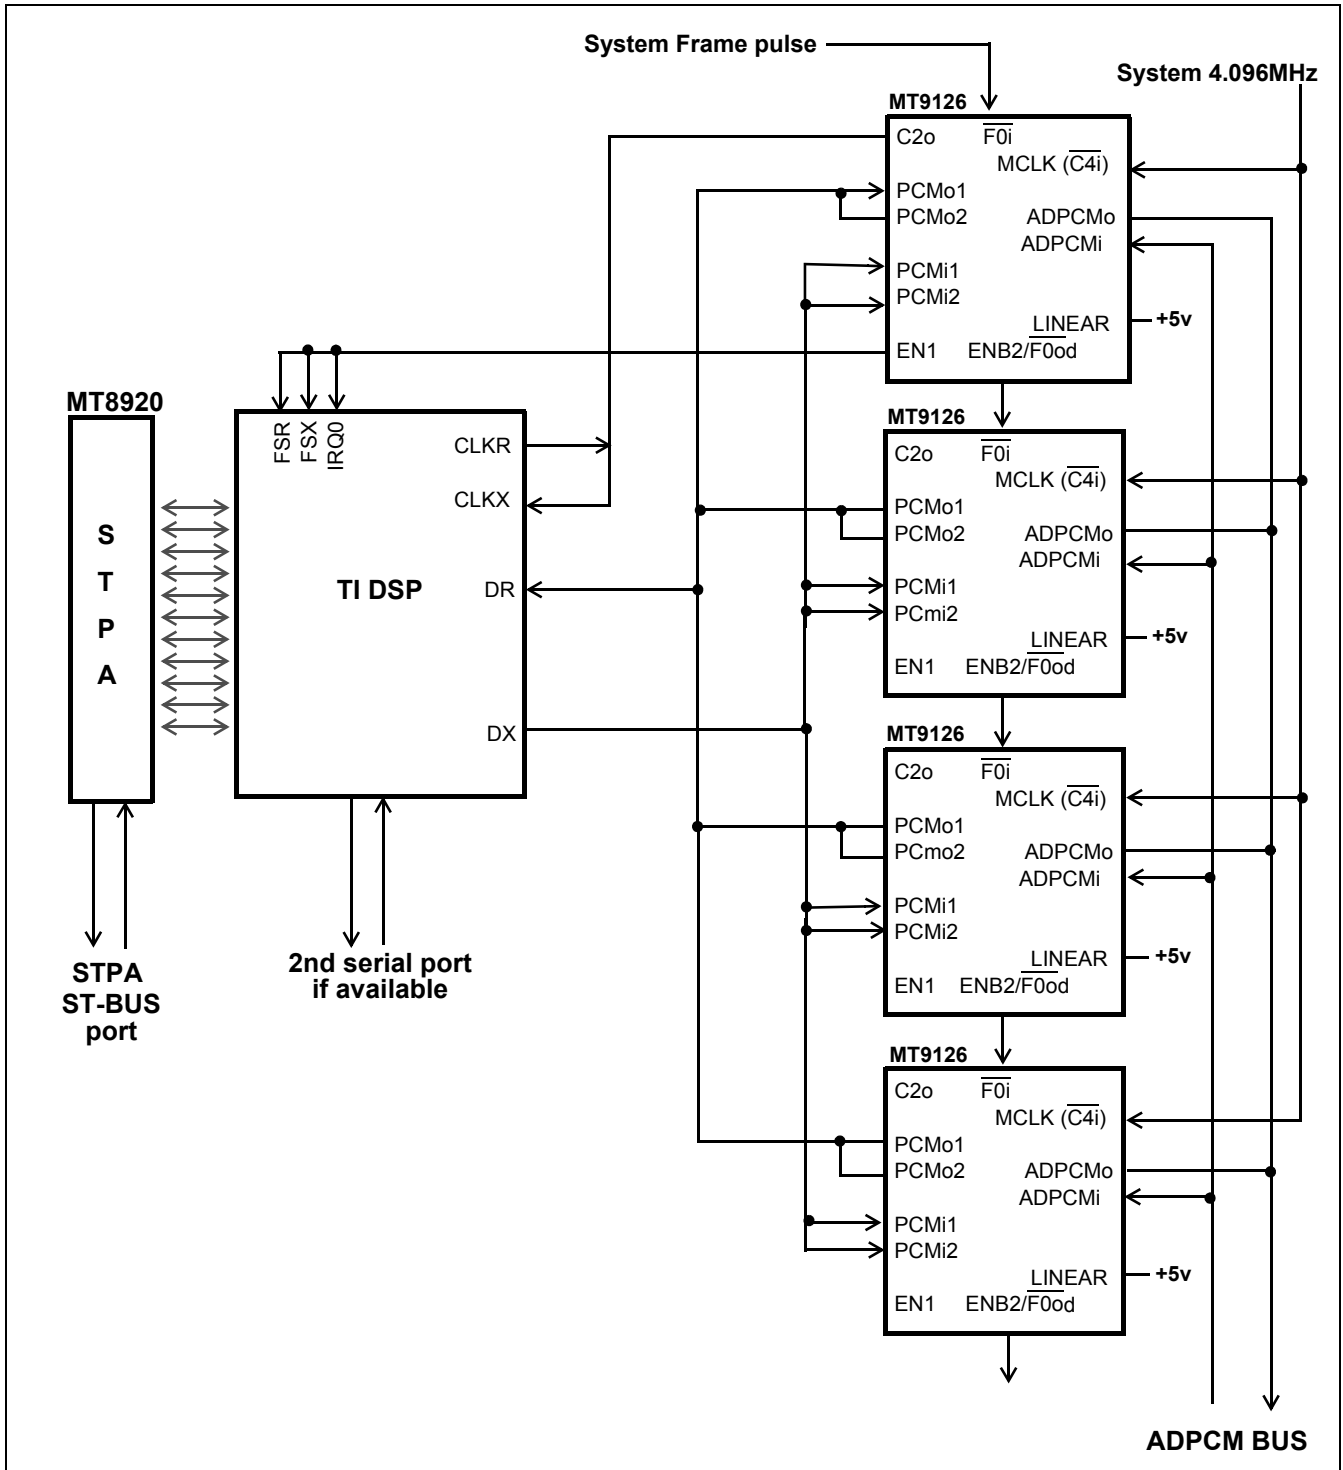 System Frame pulse
System 4.096MHz
MT9126
C2o F0i
MCLK (C4i)
PCMo1
PCMo2 ADPCMo
ADPCMi
PCMi1
PCMi2
LINEAR +5v
EN1 ENB2/F0od
MT8920
S
T
P
A
FSR
FSX
IRQ0
CLKR
CLKX
TI DSP
DR
DX
STPA
ST-BUS
port
2nd serial port
if available
MT9126
C2o F0i
MCLK (C4i)
PCMo1
PCMo2 ADPCMo
ADPCMi
PCMi1
PCmi2
LINEAR +5v
EN1 ENB2/F0od
MT9126
C2o F0i
MCLK (C4i)
PCMo1
PCmo2 ADPCMo
ADPCMi
PCMi1
PCMi2
LINEAR +5v
EN1 ENB2/F0od
MT9126
C2o F0i
MCLK (C4i)
PCMo1
PCMo2 ADPCMo
ADPCMi
PCMi1
PCMi2
LINEAR +5v
EN1 ENB2/F0od
ADPCM BUS